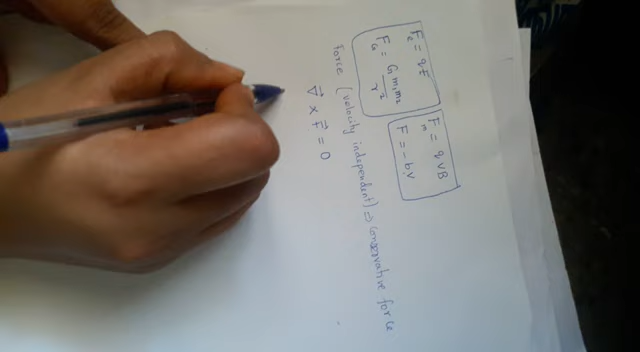 F_e = qE
F_G = G m₁m₂ / r²
F_m = qVB
F = -bv
Force (velocity independent) ⇒ conservative force
∇⃗ × F⃗ = 0